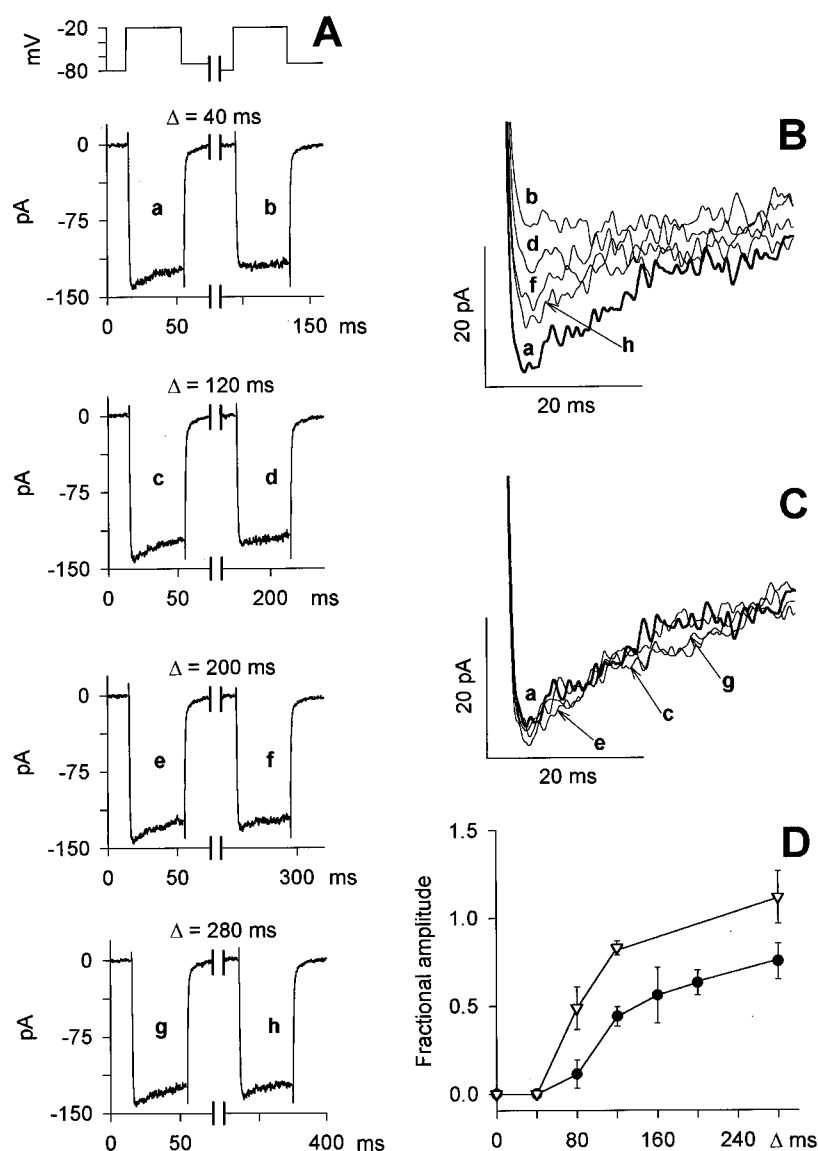 A
mV
-20
-80
Δ = 40 ms
pA
0
-75
-150
a
b
50
150 ms
Δ = 120 ms
pA
0
-75
-150
c
d
0 50 200 ms
Δ = 200 ms
pA
0
-75
-150
e
f
0 50 300 ms
Δ = 280 ms
pA
0
-75
-150
g
h
0 50 400 ms
B
b
d
f
a
h
20 pA
20 ms
C
a
g
c
e
20 pA
20 ms
D
Fractional amplitude
1.5
1.0
0.5
0.0
0 80 160 240 Δ ms